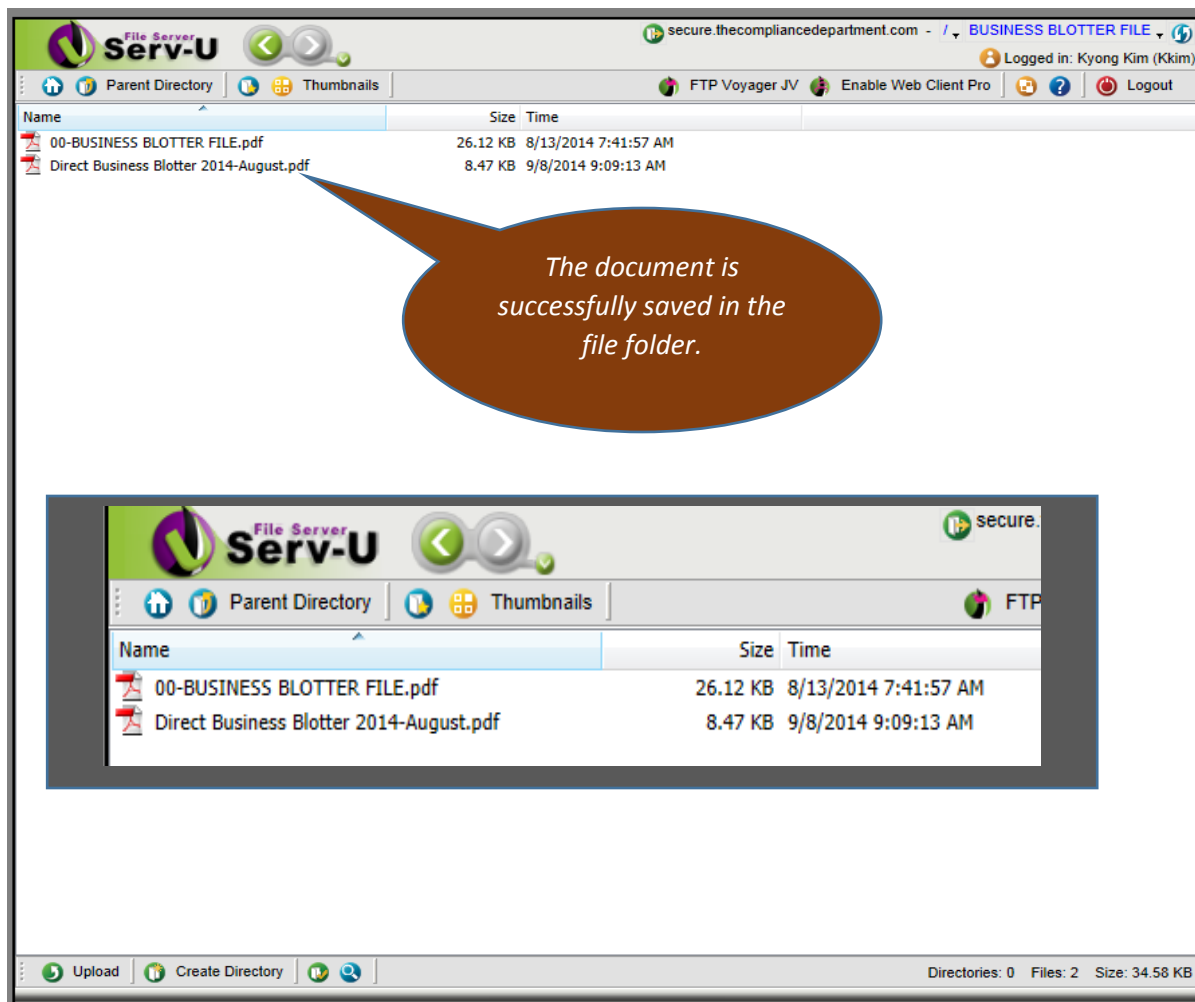 File Server
Serv-U
secure.thecompliancedepartment.com - / BUSINESS BLOTTER FILE
Logged in: Kyong Kim (Kkim)
Parent Directory Thumbnails FTP Voyager JV Enable Web Client Pro Logout
Name Size Time
00-BUSINESS BLOTTER FILE.pdf 26.12 KB 8/13/2014 7:41:57 AM
Direct Business Blotter 2014-August.pdf 8.47 KB 9/8/2014 9:09:13 AM
The document is
successfully saved in the
file folder.
File Server
Serv-U
secure.
Parent Directory Thumbnails FTP
Name Size Time
00-BUSINESS BLOTTER FILE.pdf 26.12 KB 8/13/2014 7:41:57 AM
Direct Business Blotter 2014-August.pdf 8.47 KB 9/8/2014 9:09:13 AM
Upload Create Directory Directories: 0 Files: 2 Size: 34.58 KB